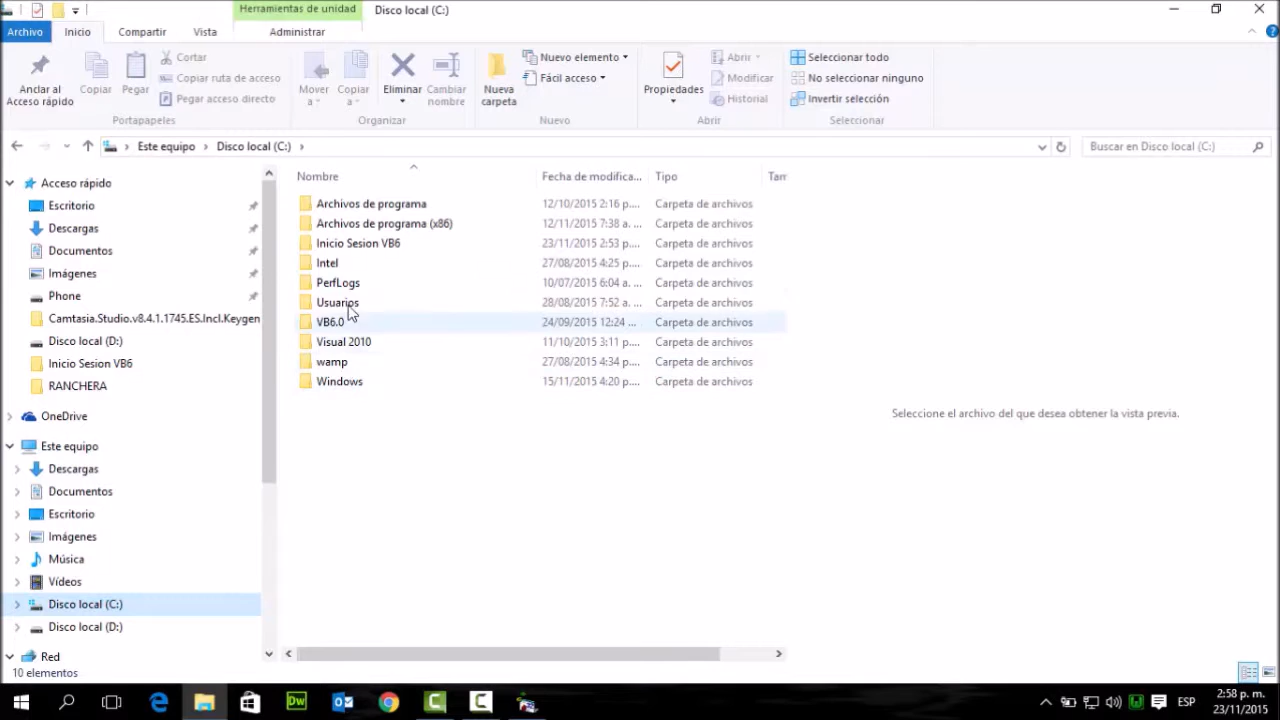 Herramientas de unidad
Disco local (C:)
Archivo
Inicio
Compartir
Vista
Administrar
Anclar al
Acceso rápido
Copiar
Pegar
Cortar
Copiar ruta de acceso
Pegar acceso directo
Portapapeles
Mover
a
Copiar
a
Eliminar
Cambiar
nombre
Organizar
Nueva
carpeta
Nuevo elemento
Fácil acceso
Nuevo
Propiedades
Abrir
Modificar
Historial
Abrir
Seleccionar todo
No seleccionar ninguno
Invertir selección
Seleccionar
Este equipo
Disco local (C:)
Buscar en Disco local (C:)
Acceso rápido
Escritorio
Descargas
Documentos
Imágenes
Phone
Camtasia.Studio.v8.4.1.1745.ES.Incl.Keygen
Disco local (D:)
Inicio Sesion VB6
RANCHERA
OneDrive
Este equipo
Descargas
Documentos
Escritorio
Imágenes
Música
Vídeos
Disco local (C:)
Disco local (D:)
Red
Nombre Fecha de modifica... Tipo Tam
Archivos de programa 12/10/2015 2:16 p.... Carpeta de archivos
Archivos de programa (x86) 12/11/2015 7:38 a. ... Carpeta de archivos
Inicio Sesion VB6 23/11/2015 2:53 p.... Carpeta de archivos
Intel 27/08/2015 4:25 p.... Carpeta de archivos
PerfLogs 10/07/2015 6:04 a. ... Carpeta de archivos
Usuarios 28/08/2015 7:52 a. ... Carpeta de archivos
VB6.0 24/09/2015 12:24 ... Carpeta de archivos
Visual 2010 11/10/2015 3:11 p.... Carpeta de archivos
wamp 27/08/2015 4:34 p.... Carpeta de archivos
Windows 15/11/2015 4:20 p.... Carpeta de archivos
Seleccione el archivo del que desea obtener la vista previa.
10 elementos
Dw
ESP
2:58 p. m.
23/11/2015